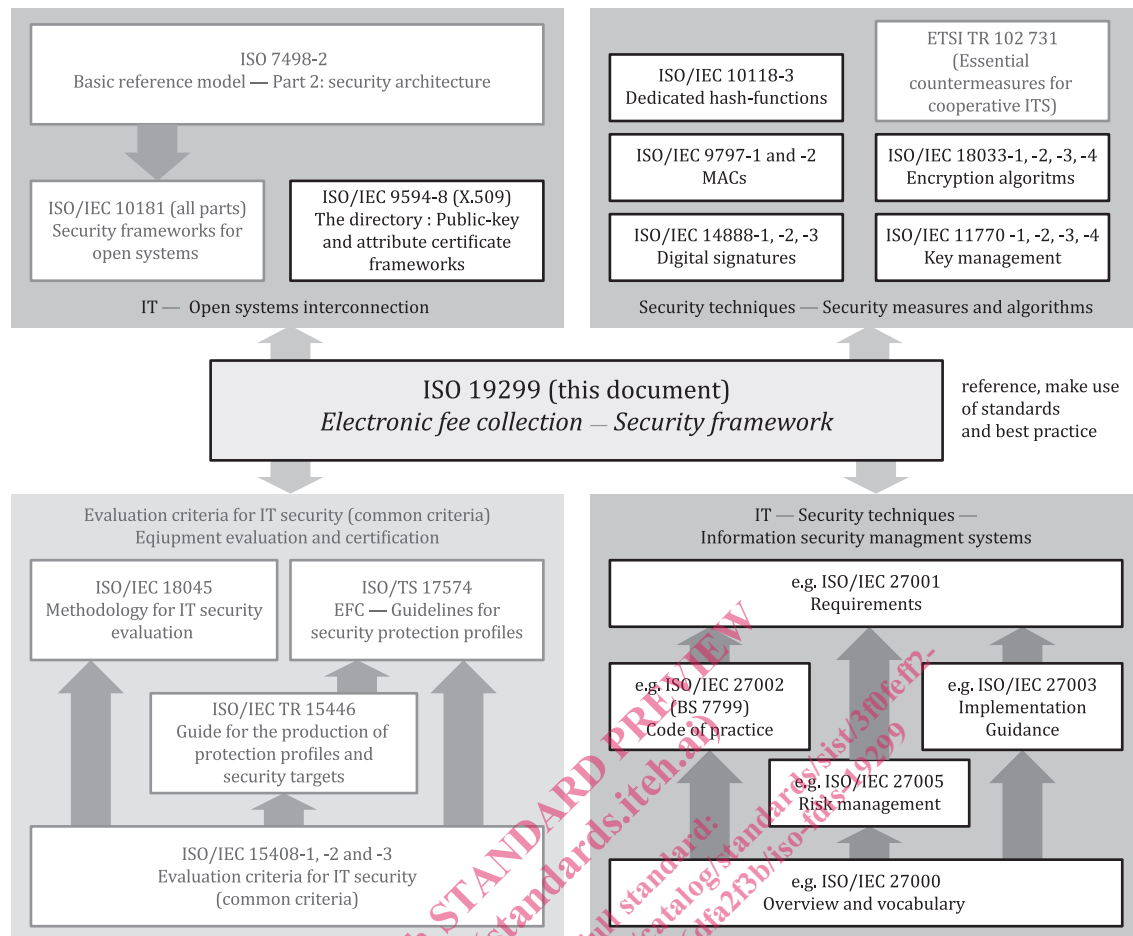 ISO 7498-2
Basic reference model — Part 2: security architecture
ISO/IEC 10181 (all parts)
Security frameworks for
open systems
ISO/IEC 9594-8 (X.509)
The directory : Public-key
and attribute certificate
frameworks
IT — Open systems interconnection
ISO/IEC 10118-3
Dedicated hash-functions
ETSI TR 102 731
(Essential
countermeasures for
cooperative ITS)
ISO/IEC 9797-1 and -2
MACs
ISO/IEC 18033-1, -2, -3, -4
Encryption algoritms
ISO/IEC 14888-1, -2, -3
Digital signatures
ISO/IEC 11770 -1, -2, -3, -4
Key management
Security techniques — Security measures and algorithms
ISO 19299 (this document)
Electronic fee collection — Security framework
reference, make use
of standards
and best practice
Evaluation criteria for IT security (common criteria)
Eqiupment evaluation and certification
ISO/IEC 18045
Methodology for IT security
evaluation
ISO/TS 17574
EFC — Guidelines for
security protection profiles
ISO/IEC TR 15446
Guide for the production of
protection profiles and
security targets
ISO/IEC 15408-1, -2 and -3
Evaluation criteria for IT security
(common criteria)
IT — Security techniques —
Information security managment systems
e.g. ISO/IEC 27001
Requirements
e.g. ISO/IEC 27002
(BS 7799)
Code of practice
e.g. ISO/IEC 27003
Implementation
Guidance
e.g. ISO/IEC 27005
Risk management
e.g. ISO/IEC 27000
Overview and vocabulary
STANDARD PREVIEW
(standards.iteh.ai)
full standard:
catalog/standards/sist/3f0feff2-
dfa2f3b/iso-fdis-19299